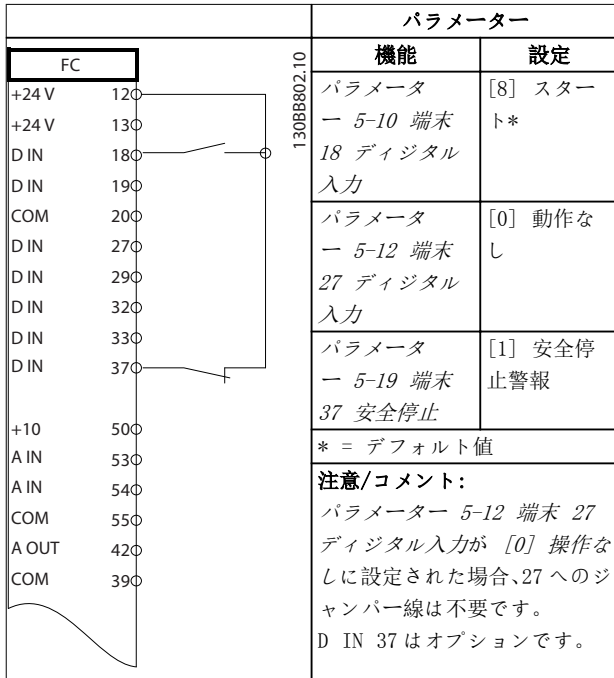 FC
+24 V 12
+24 V 13
D IN 18
D IN 19
COM 20
D IN 27
D IN 29
D IN 32
D IN 33
D IN 37
+10 50
A IN 53
A IN 54
COM 55
A OUT 42
COM 39
130BB802.10
パラメーター
機能 設定
パラメータ
ー 5-10 端末
18 ディジタル
入力
[8] スター
ト*
パラメータ
ー 5-12 端末
27 ディジタル
入力
[0] 動作な
し
パラメータ
ー 5-19 端末
37 安全停止
[1] 安全停
止警報
* = デフォルト値
注意/コメント:
パラメーター 5-12 端末 27
ディジタル入力が [0] 操作な
しに設定された場合、27 へのジ
ャンパー線は不要です。
D IN 37 はオプションです。